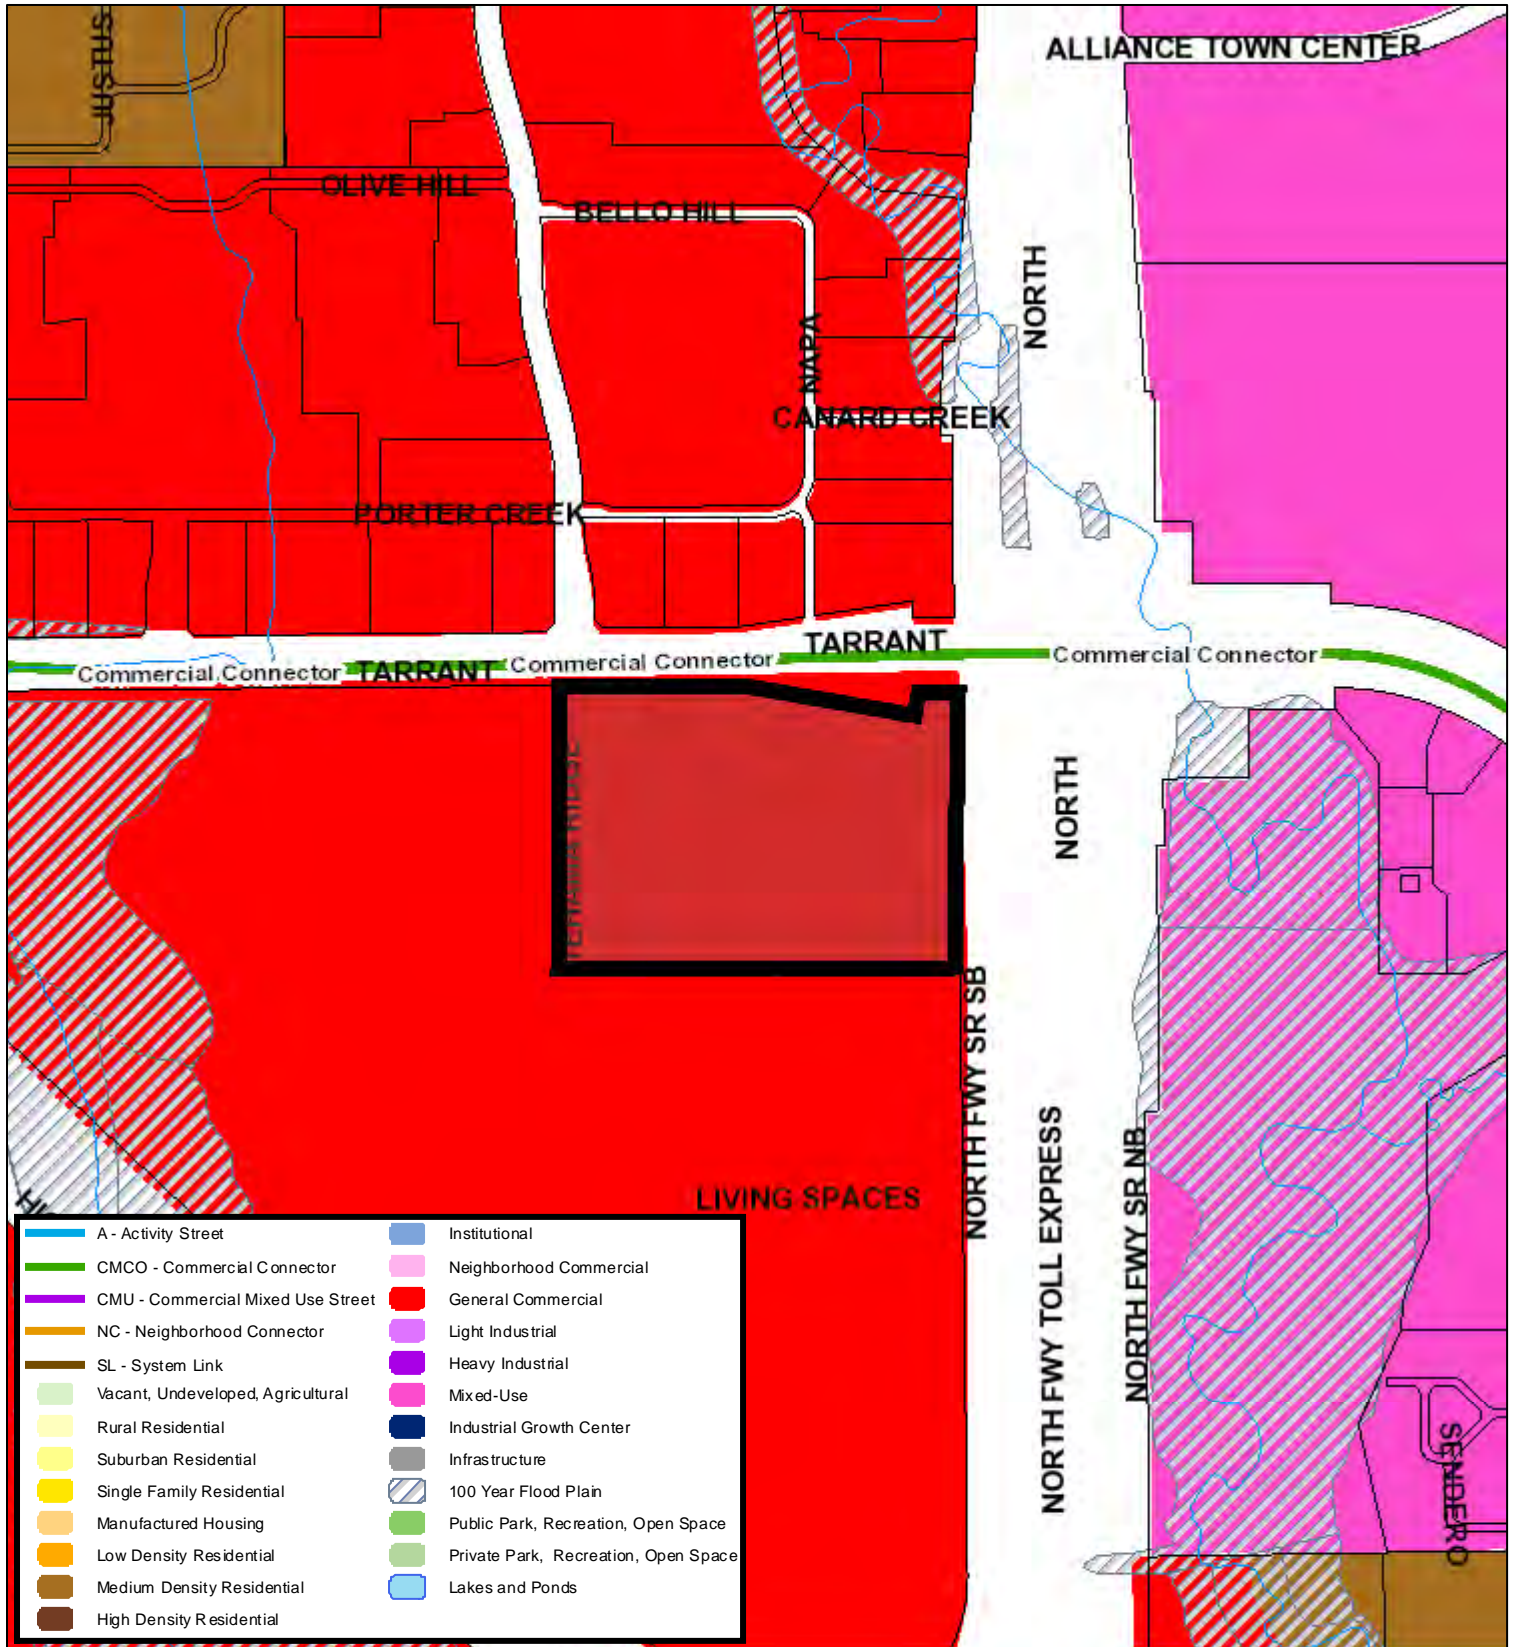 JUSTUS
ALLIANCE TOWN CENTER
OLIVE HILL
BELLO HILL
NORTH
NAPA
CANARD CREEK
PORTER CREEK
TARRANT
Commercial Connector
TARRANT
Commercial Connector
Commercial Connector
TEHAMA RIDGE
NORTH
NORTH FWY SR SB
LIVING SPACES
NORTH FWY TOLL EXPRESS
NORTH FWY SR NB
SENDERO
A - Activity Street
CMCO - Commercial Connector
CMU - Commercial Mixed Use Street
NC - Neighborhood Connector
SL - System Link
Vacant, Undeveloped, Agricultural
Rural Residential
Suburban Residential
Single Family Residential
Manufactured Housing
Low Density Residential
Medium Density Residential
High Density Residential
Institutional
Neighborhood Commercial
General Commercial
Light Industrial
Heavy Industrial
Mixed-Use
Industrial Growth Center
Infrastructure
100 Year Flood Plain
Public Park, Recreation, Open Space
Private Park, Recreation, Open Space
Lakes and Ponds